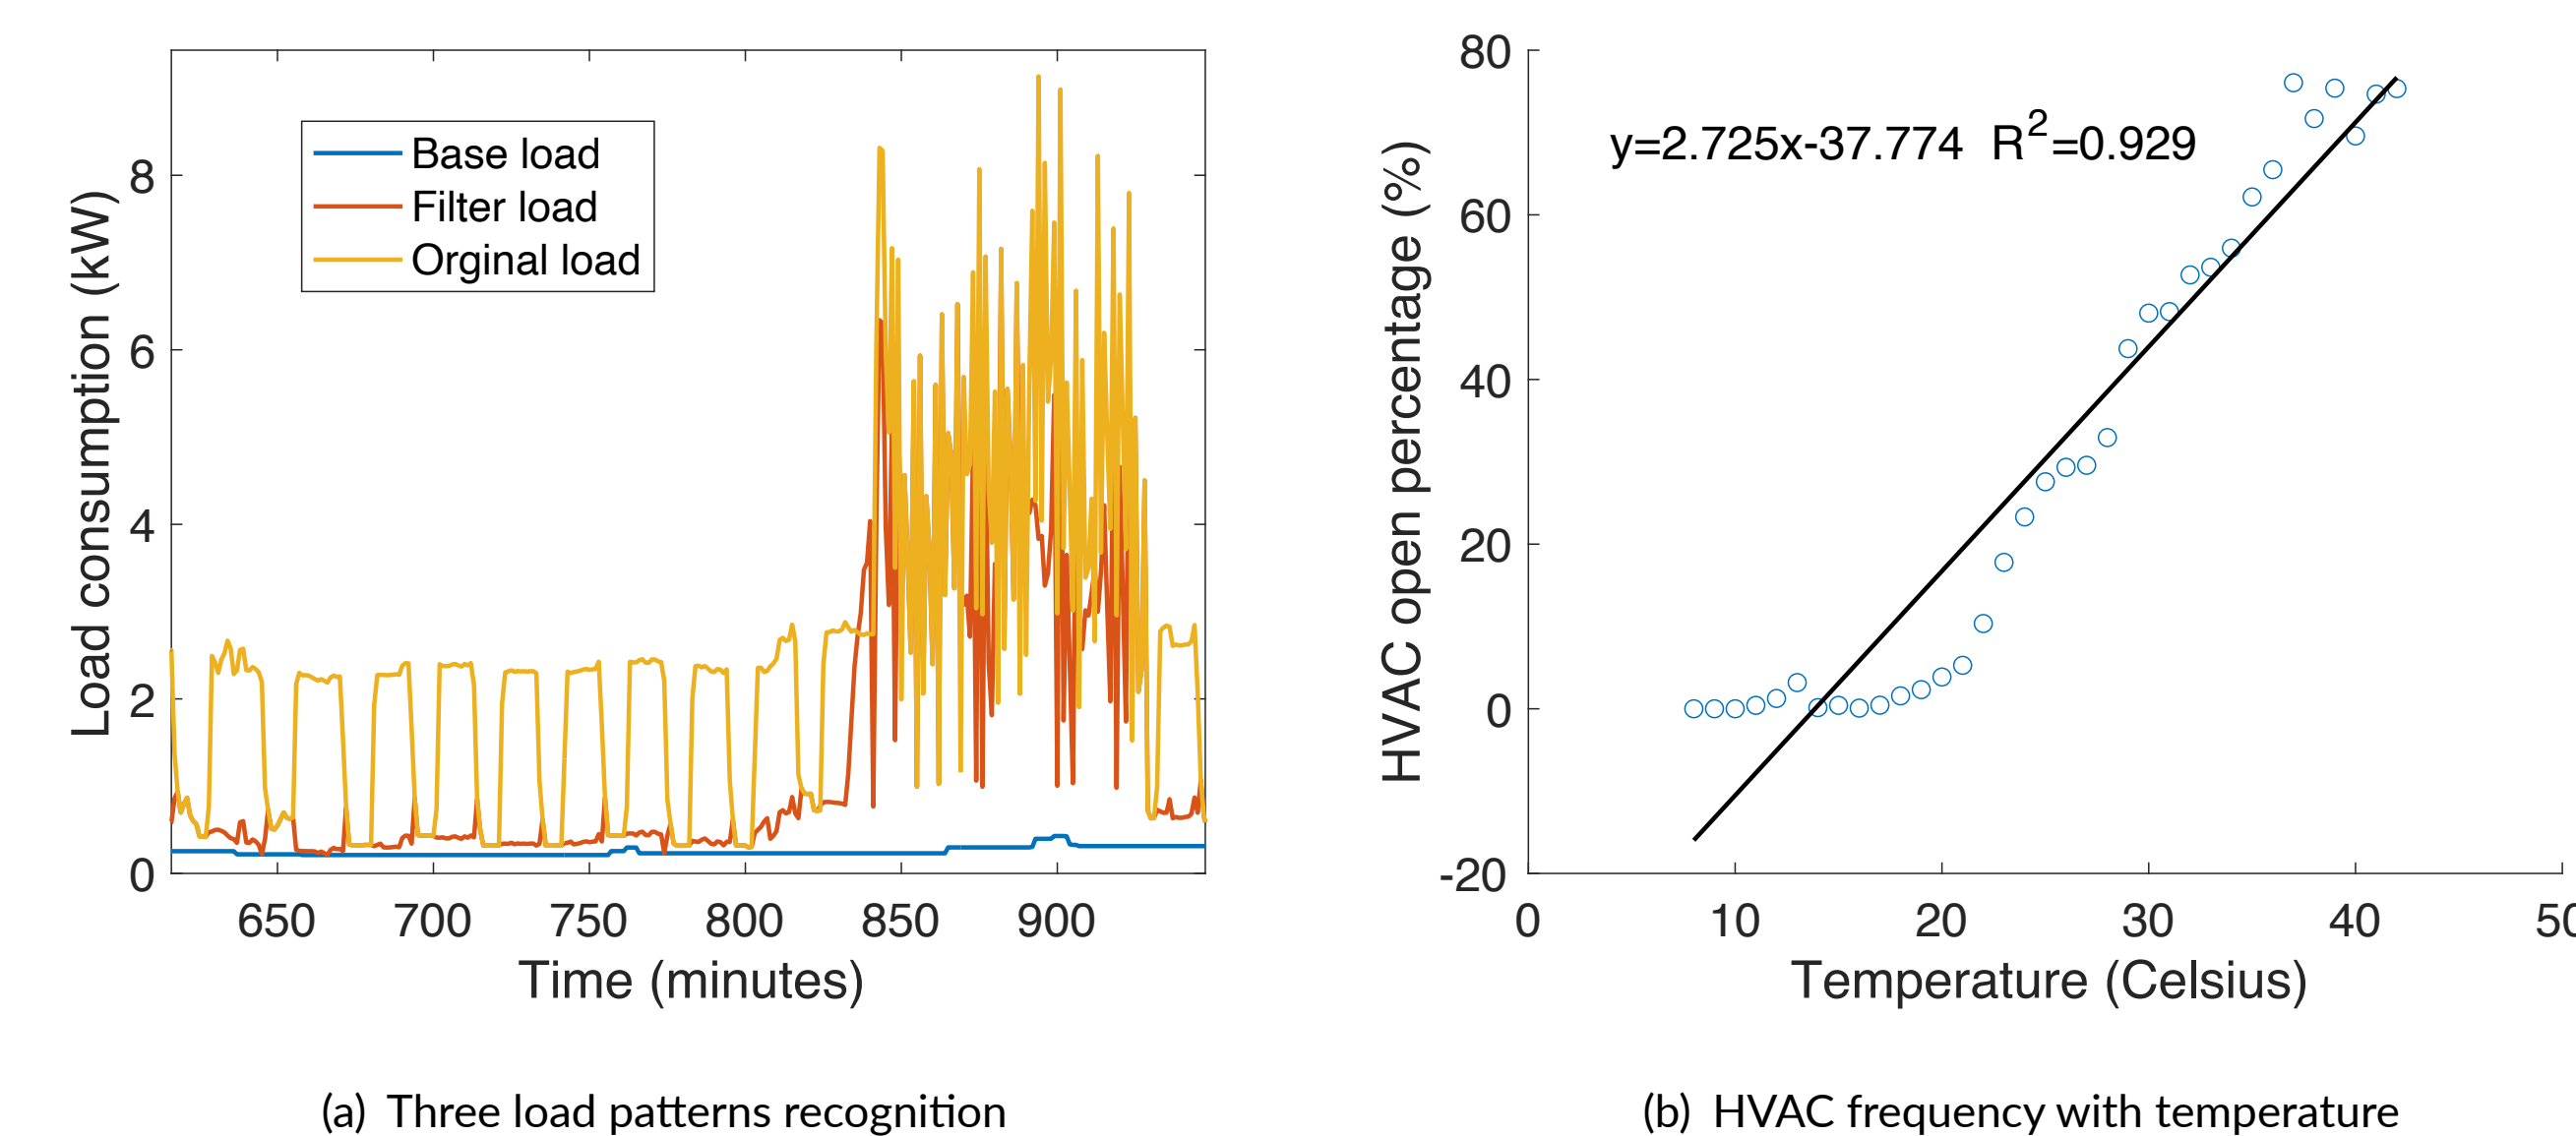 Load consumption (kW)
8
6
4
2
0
Base load
Filter load
Orginal load
650 700 750 800 850 900
Time (minutes)
(a) Three load patterns recognition
HVAC open percentage (%)
80
60
40
20
0
-20
y=2.725x-37.774 R²=0.929
0 10 20 30 40 50
Temperature (Celsius)
(b) HVAC frequency with temperature